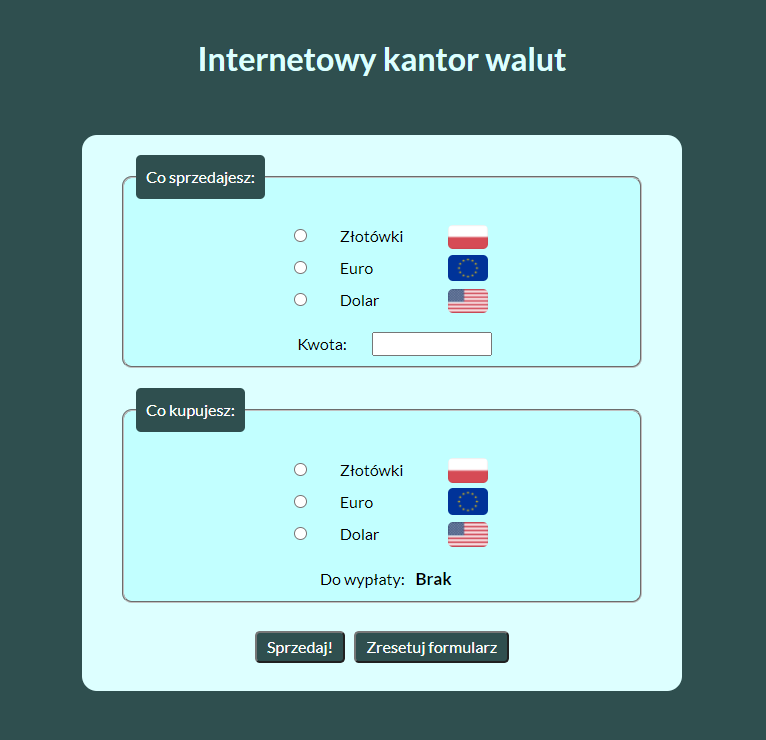 Internetowy kantor walut
Co sprzedajesz:
Złotówki
Euro
Dolar
Kwota:
Co kupujesz:
Złotówki
Euro
Dolar
Do wypłaty: Brak
Sprzedaj! Zresetuj formularz